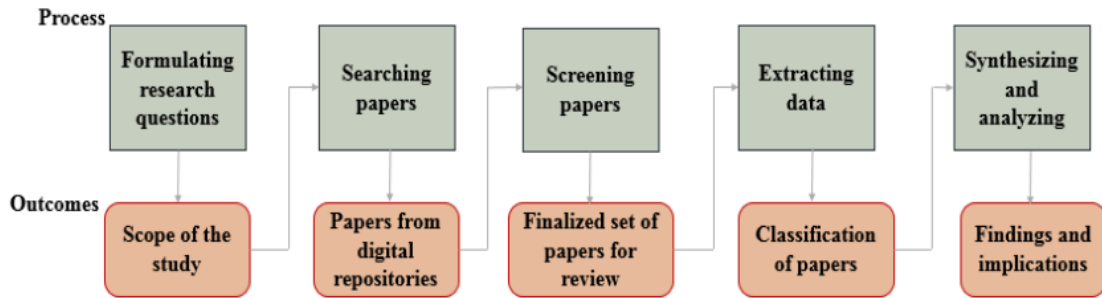 Process
Formulating
research
questions
Searching
papers
Screening
papers
Extracting
data
Synthesizing
and
analyzing
Outcomes
Scope of the
study
Papers from
digital
repositories
Finalized set of
papers for
review
Classification
of papers
Findings and
implications